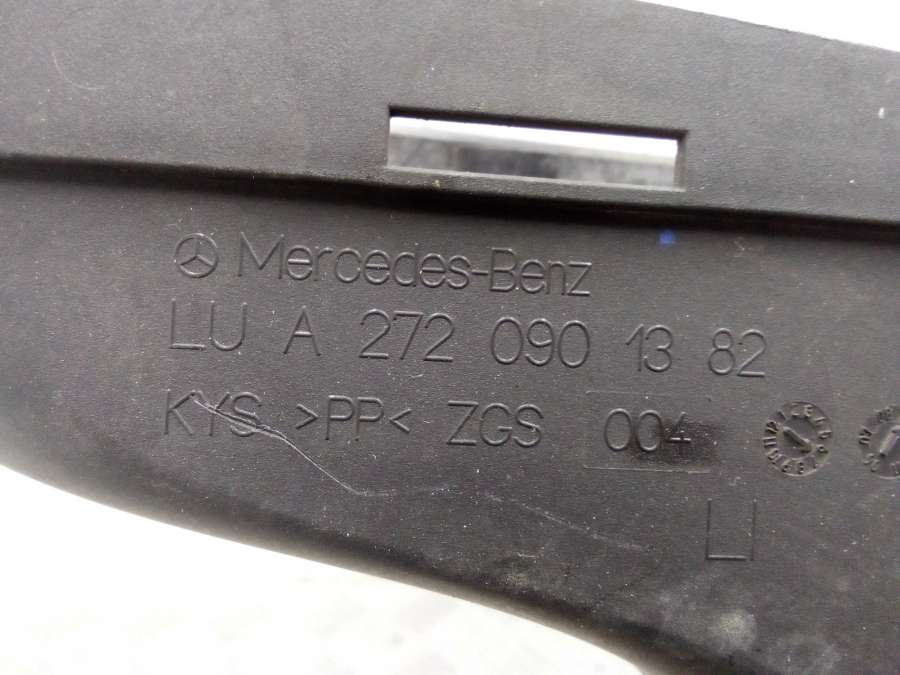 Mercedes-Benz
LU A 272 090 13 82
KYS >PP< ZGS 004
LI